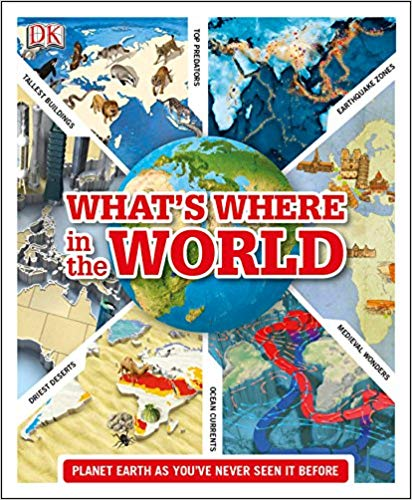 DK
TOP PREDATORS
EARTHQUAKE ZONES
TALLEST BUILDINGS
WHAT'S WHERE
in the WORLD
MEDIEVAL WONDERS
DRIEST DESERTS
OCEAN CURRENTS
PLANET EARTH AS YOU'VE NEVER SEEN IT BEFORE